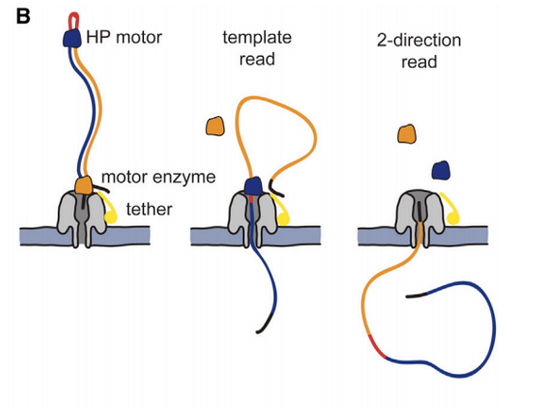 B
HP motor
template
read
2-direction
read
motor enzyme
tether